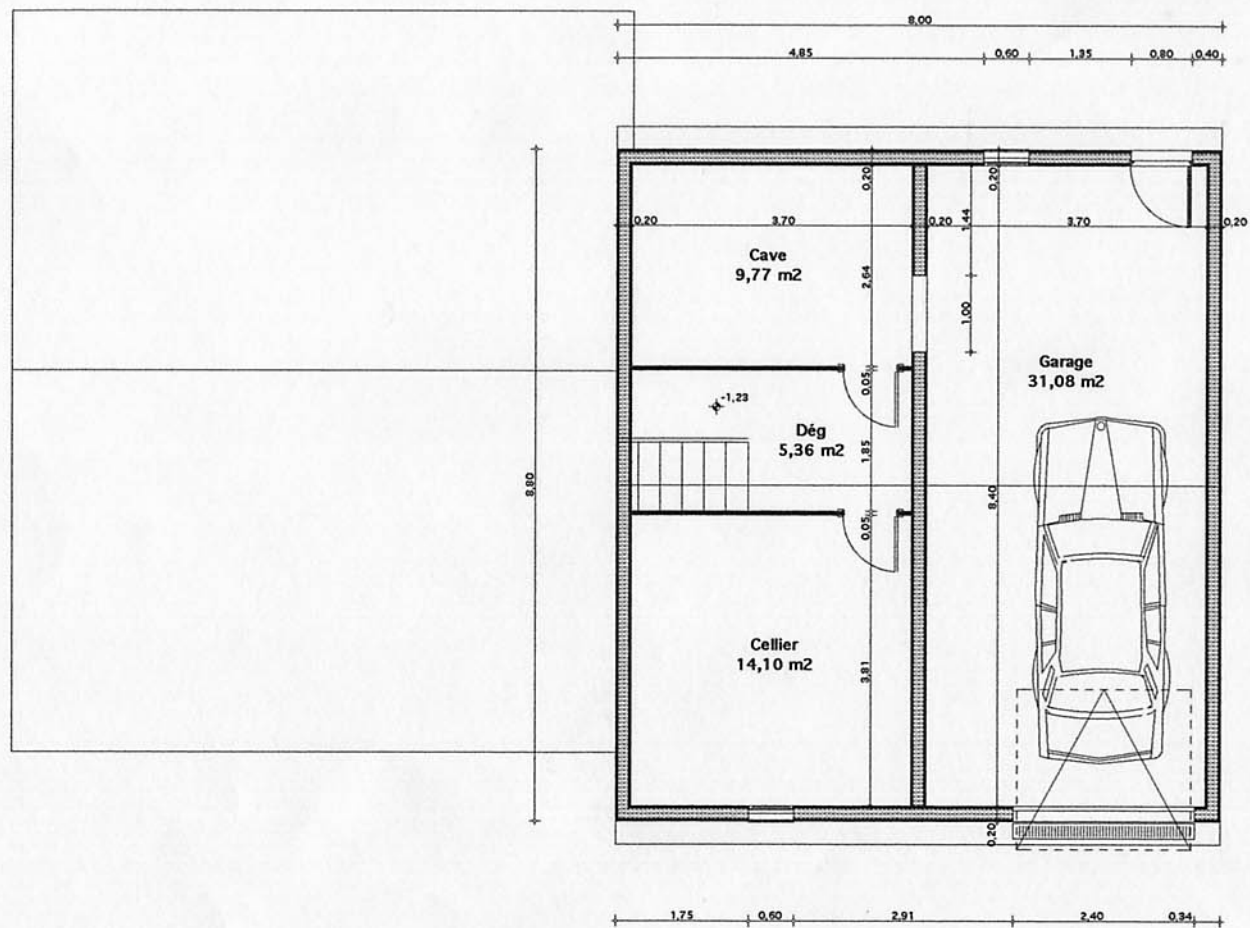 8,00
4,85 0,60 1,35 0,80 0,40
0,20 0,20
0,20 3,70 0,20 1,44 3,70 0,20
Cave
9,77 m2
2,64
1,00
Garage
31,08 m2
0,05
-1,23
Dég
5,36 m2
1,85
8,80
8,40
0,05
Cellier
14,10 m2
3,81
0,20
1,75 0,60 2,91 2,40 0,34